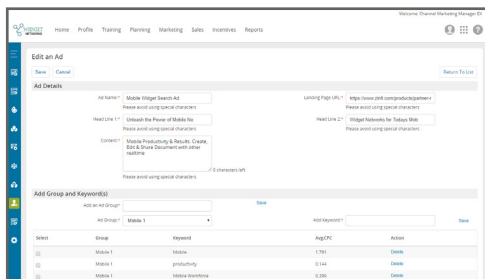 Welcome: Channel Marketing Manager EX
WIDGET NETWORKS
Home Profile Training Planning Marketing Sales Incentives Reports
Edit an Ad
Save Cancel Return To List
Ad Details
Ad Name:* Mobile Widget Search Ad Landing Page URL:* https://www.zinfi.com/products/partner-r
Please avoid using special characters
Head Line 1:* Unleash the Power of Mobile No Head Line 2:* Widget Networks for Todays Mob
Please avoid using special characters Please avoid using special characters
Content:* Mobile Productivity & Results. Create,
Edit & Share Document with other
realtime
0 characters left
Please avoid using special characters
Add Group and Keyword(s)
Add an Ad Group:* Save
Ad Group:* Mobile 1 Add Keyword:* Save
Select Group Keyword Avg.CPC Action
Mobile 1 Mobile 1.791 Delete
Mobile 1 productivity 0.144 Delete
Mobile 1 Mobile Workforce 0.299 Delete